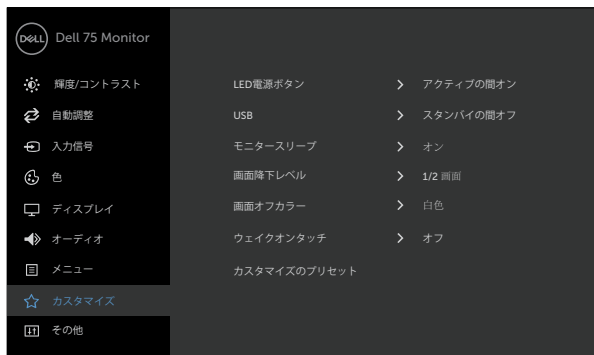 DELL Dell 75 Monitor
輝度/コントラスト
自動調整
入力信号
色
ディスプレイ
オーディオ
メニュー
カスタマイズ
その他
LED電源ボタン > アクティブの間オン
USB > スタンバイの間オフ
モニタースリープ > オン
画面降下レベル > 1/2 画面
画面オフカラー > 白色
ウェイクオンタッチ > オフ
カスタマイズのプリセット